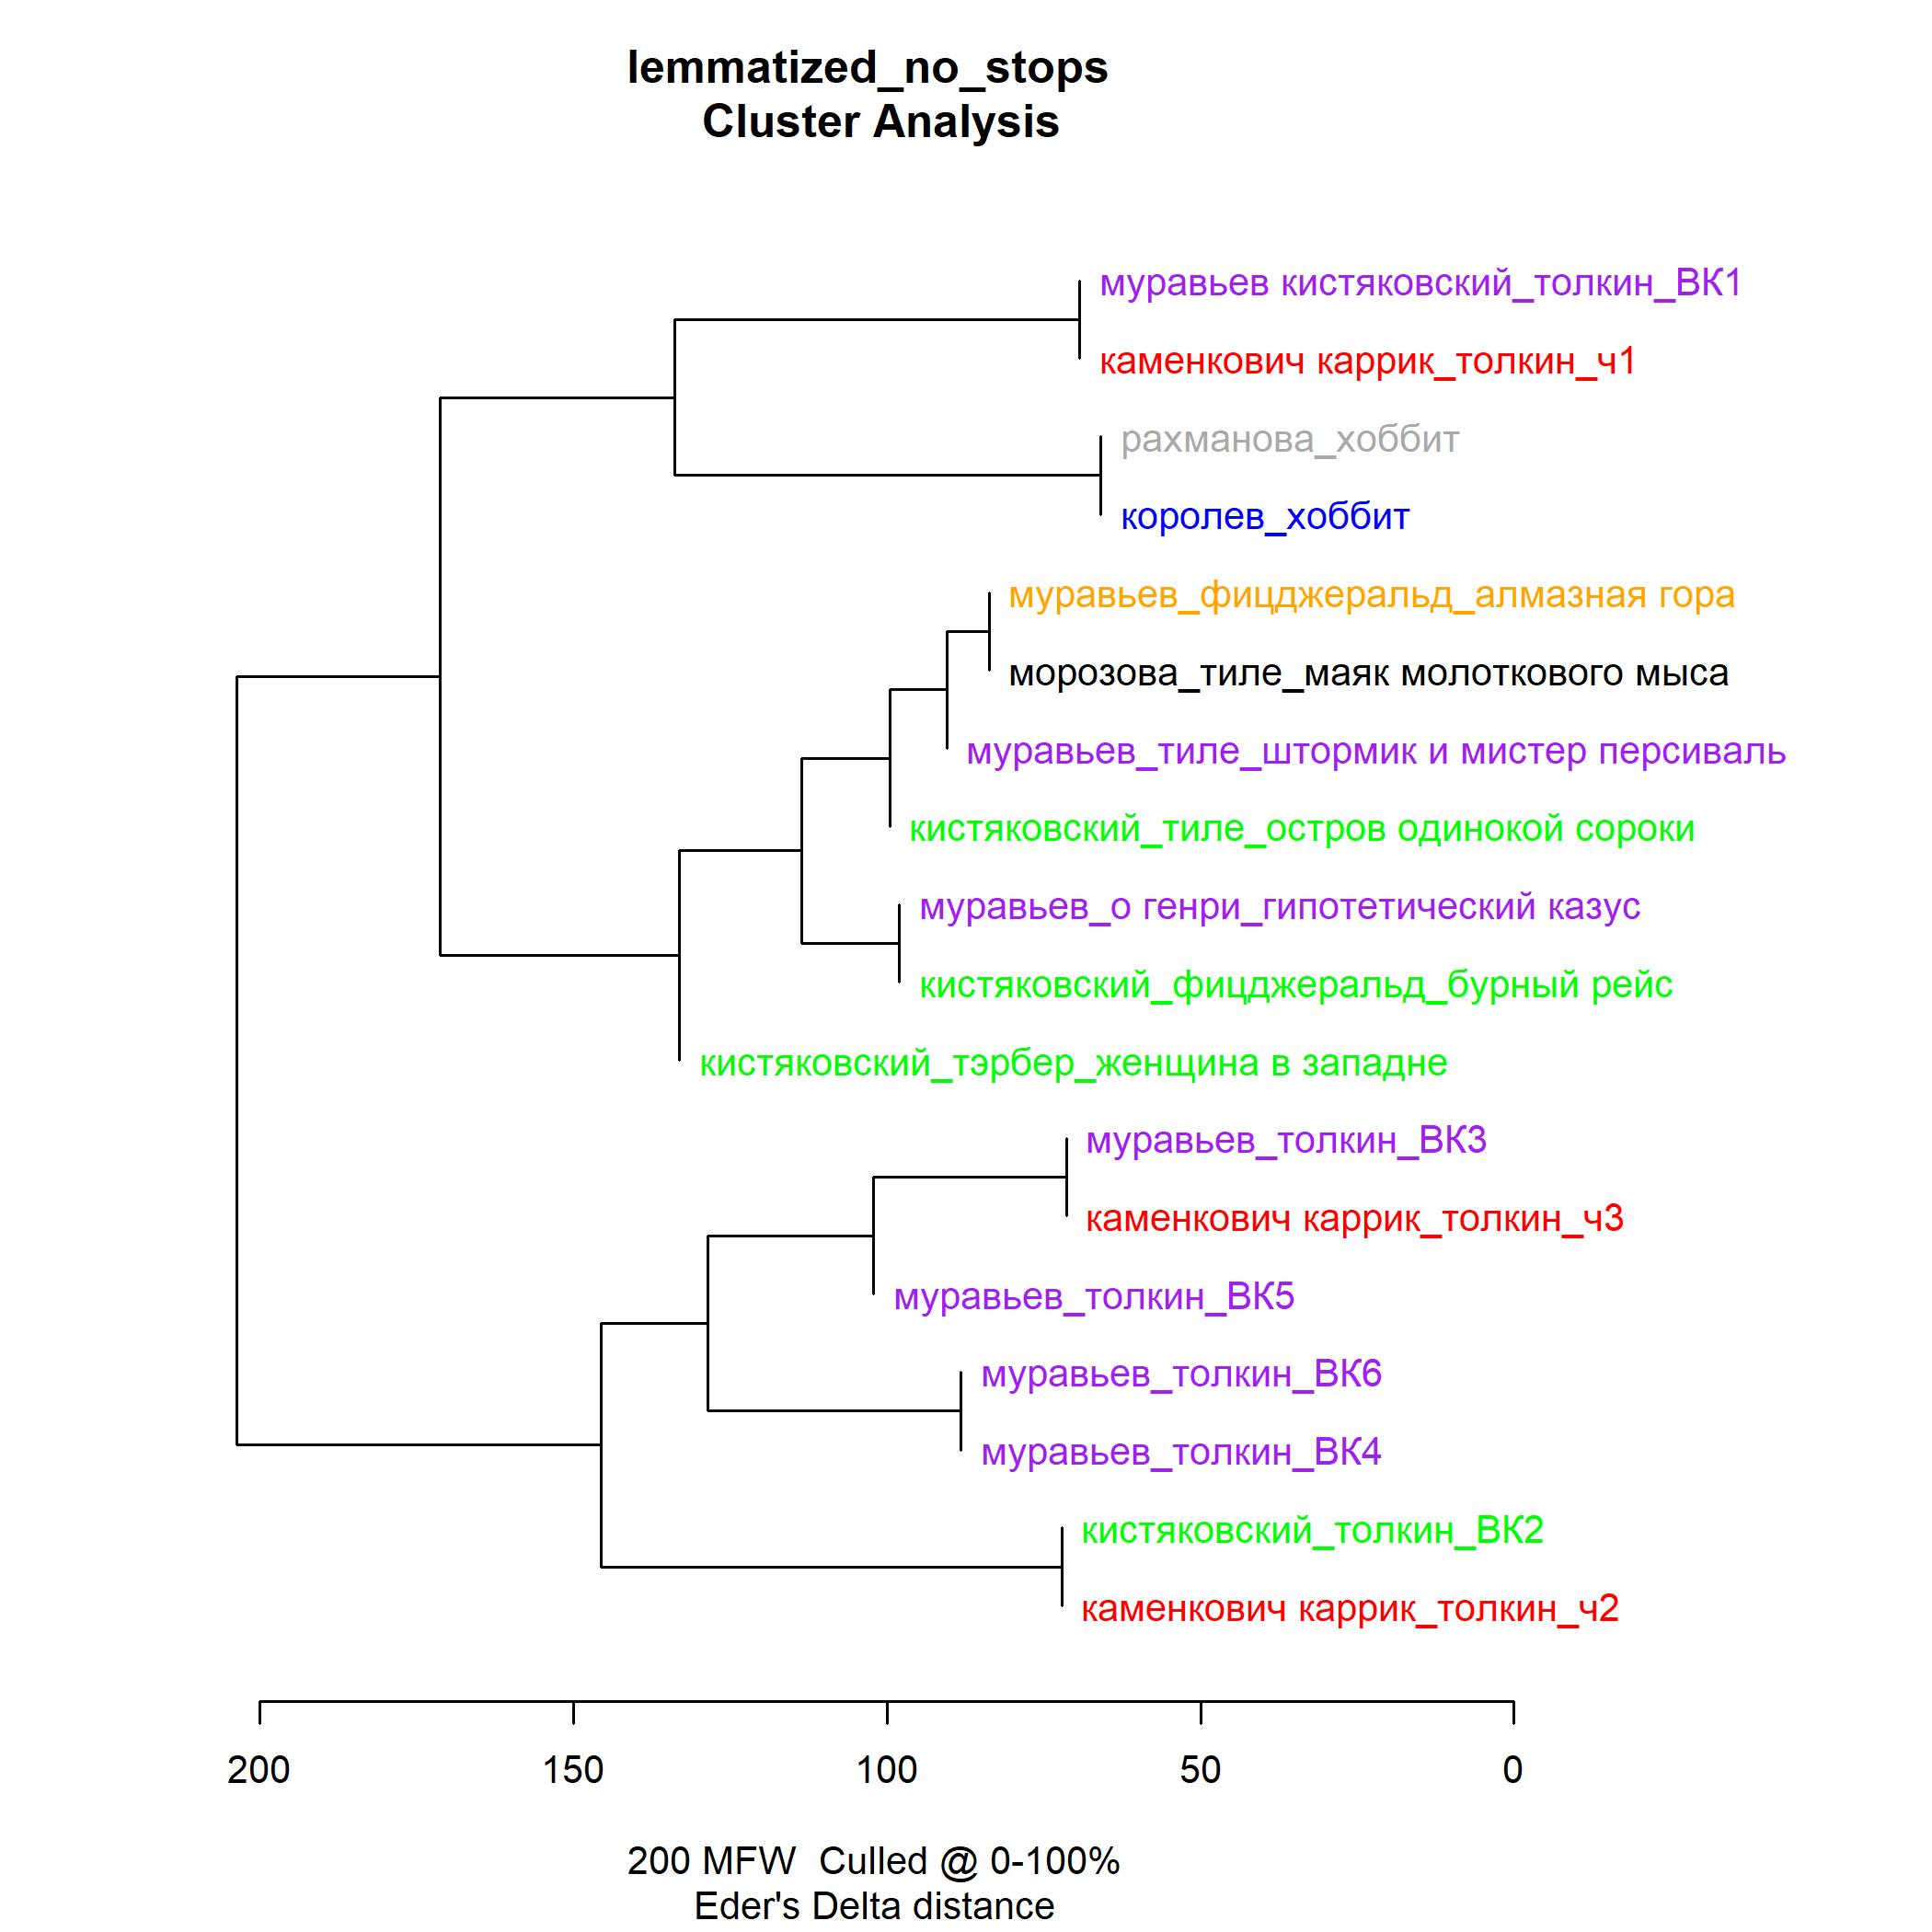 lemmatized_no_stops
Cluster Analysis
муравьев кистяковский_толкин_ВК1
каменкович каррик_толкин_ч1
рахманова_хоббит
королев_хоббит
муравьев_фицджеральд_алмазная гора
морозова_тиле_маяк молоткового мыса
муравьев_тиле_штормик и мистер персиваль
кистяковский_тиле_остров одинокой сороки
муравьев_о генри_гипотетический казус
кистяковский_фицджеральд_бурный рейс
кистяковский_тэрбер_женщина в западне
муравьев_толкин_ВК3
каменкович каррик_толкин_ч3
муравьев_толкин_ВК5
муравьев_толкин_ВК6
муравьев_толкин_ВК4
кистяковский_толкин_ВК2
каменкович каррик_толкин_ч2
200 150 100 50 0
200 MFW  Culled @ 0-100%
Eder's Delta distance